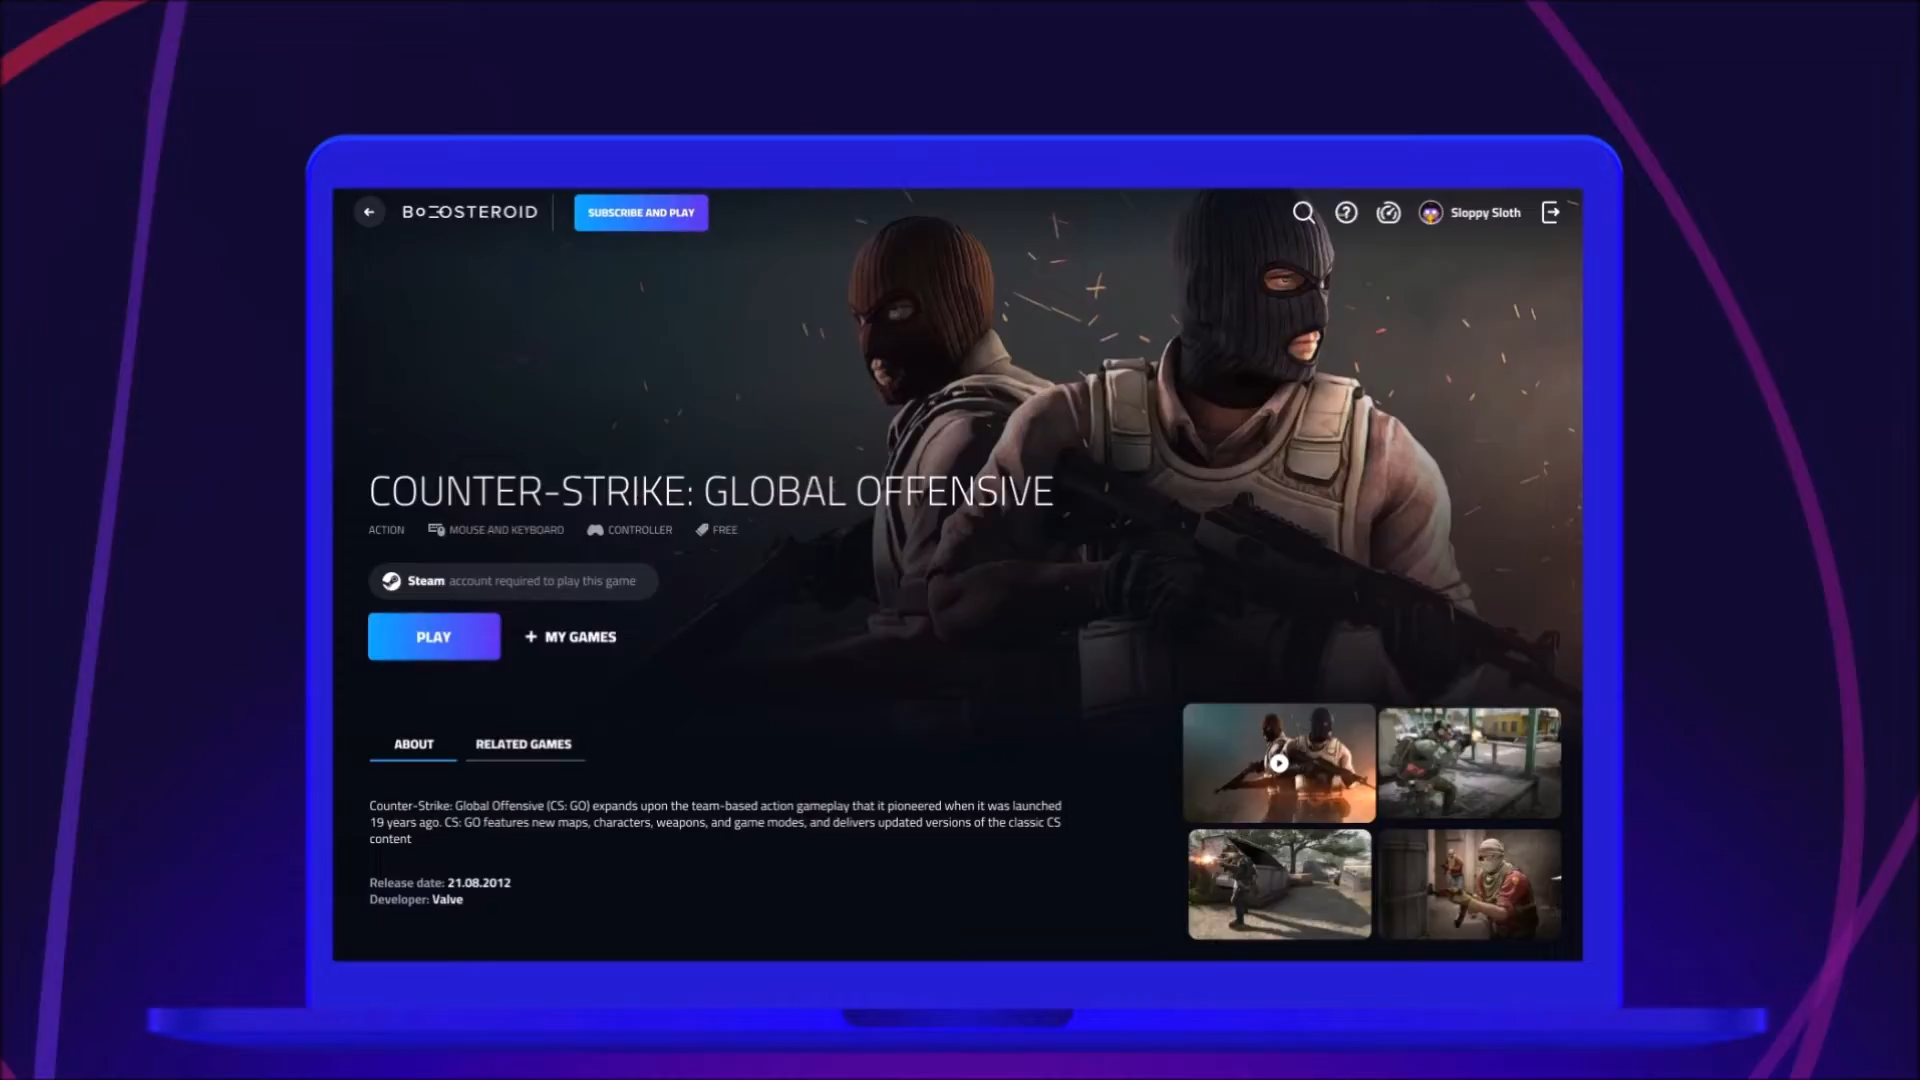 BOOSTEROID
SUBSCRIBE AND PLAY
Sloppy Sloth
COUNTER-STRIKE: GLOBAL OFFENSIVE
ACTION MOUSE AND KEYBOARD CONTROLLER FREE
Steam account required to play this game
PLAY + MY GAMES
ABOUT RELATED GAMES
Counter-Strike: Global Offensive (CS: GO) expands upon the team-based action gameplay that it pioneered when it was launched
19 years ago. CS: GO features new maps, characters, weapons, and game modes, and delivers updated versions of the classic CS
content
Release date: 21.08.2012
Developer: Valve